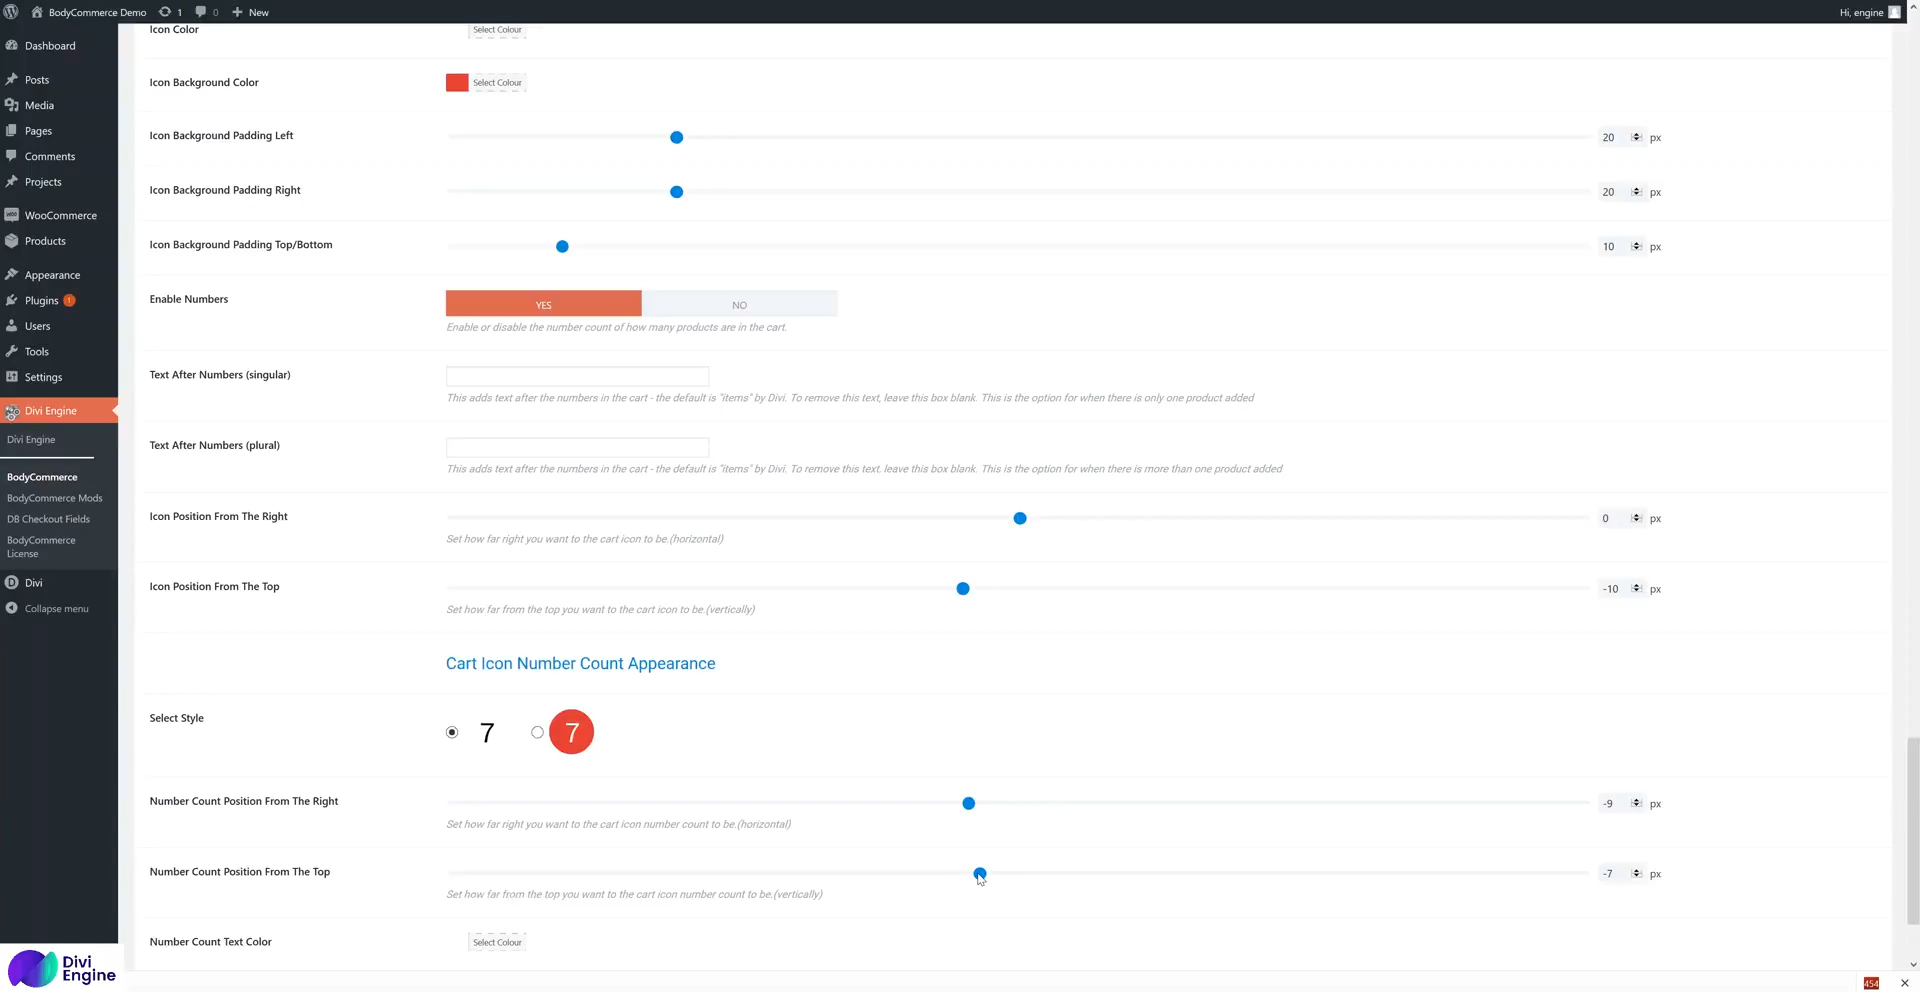 BodyCommerce Demo 1 0 New Hi, engine
Dashboard
Posts
Media
Pages
Comments
Projects
WooCommerce
Products
Appearance
Plugins 1
Users
Tools
Settings
Divi Engine
Divi Engine
BodyCommerce
BodyCommerce Mods
DB Checkout Fields
BodyCommerce
License
Divi
Collapse menu
Divi
Engine
Icon Color Select Colour
Icon Background Color Select Colour
Icon Background Padding Left 20 px
Icon Background Padding Right 20 px
Icon Background Padding Top/Bottom 10 px
Enable Numbers YES NO
Enable or disable the number count of how many products are in the cart.
Text After Numbers (singular)
This adds text after the numbers in the cart - the default is "items" by Divi. To remove this text, leave this box blank. This is the option for when there is only one product added
Text After Numbers (plural)
This adds text after the numbers in the cart - the default is "items" by Divi. To remove this text, leave this box blank. This is the option for when there is more than one product added
Icon Position From The Right 0 px
Set how far right you want to the cart icon to be.(horizontal)
Icon Position From The Top -10 px
Set how far from the top you want to the cart icon to be.(vertically)
Cart Icon Number Count Appearance
Select Style 7 7
Number Count Position From The Right -9 px
Set how far right you want to the cart icon number count to be.(horizontal)
Number Count Position From The Top -7 px
Set how far from the top you want to the cart icon number count to be.(vertically)
Number Count Text Color Select Colour
454